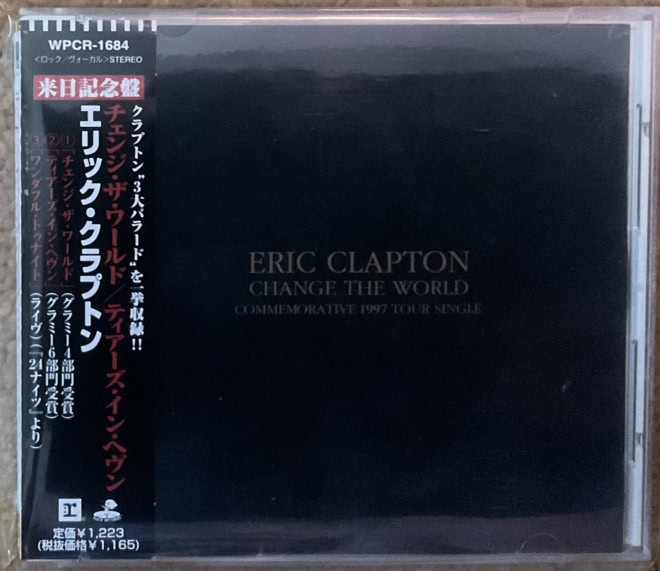 WPCR-1684
<ロック/ヴォーカル>STEREO
来日記念盤
クラプトン〝3大バラード〟を一挙収録!!
チェンジ・ザ・ワールド/ティアーズ・イン・ヘヴン
エリック・クラプトン
①「チェンジ・ザ・ワールド」(グラミー4部門受賞)
②「ティアーズ・イン・ヘヴン」(グラミー6部門受賞)
③「ワンダフル・トゥナイト」(ライヴ)(『24ナイツ』より)
定価¥1,223
(税抜価格¥1,165)
ERIC CLAPTON
CHANGE THE WORLD
COMMEMORATIVE 1997 TOUR SINGLE